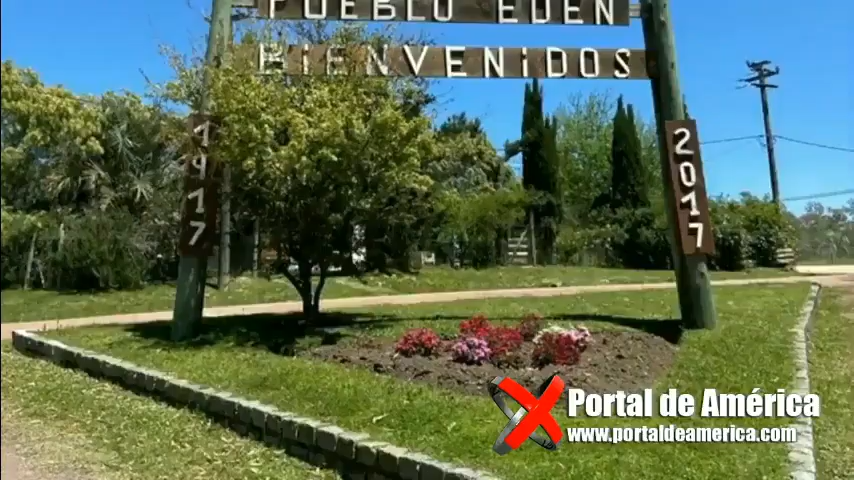 PUEBLO EDEN
BIENVENiDOS
1917
2017
Portal de América
www.portaldeamerica.com